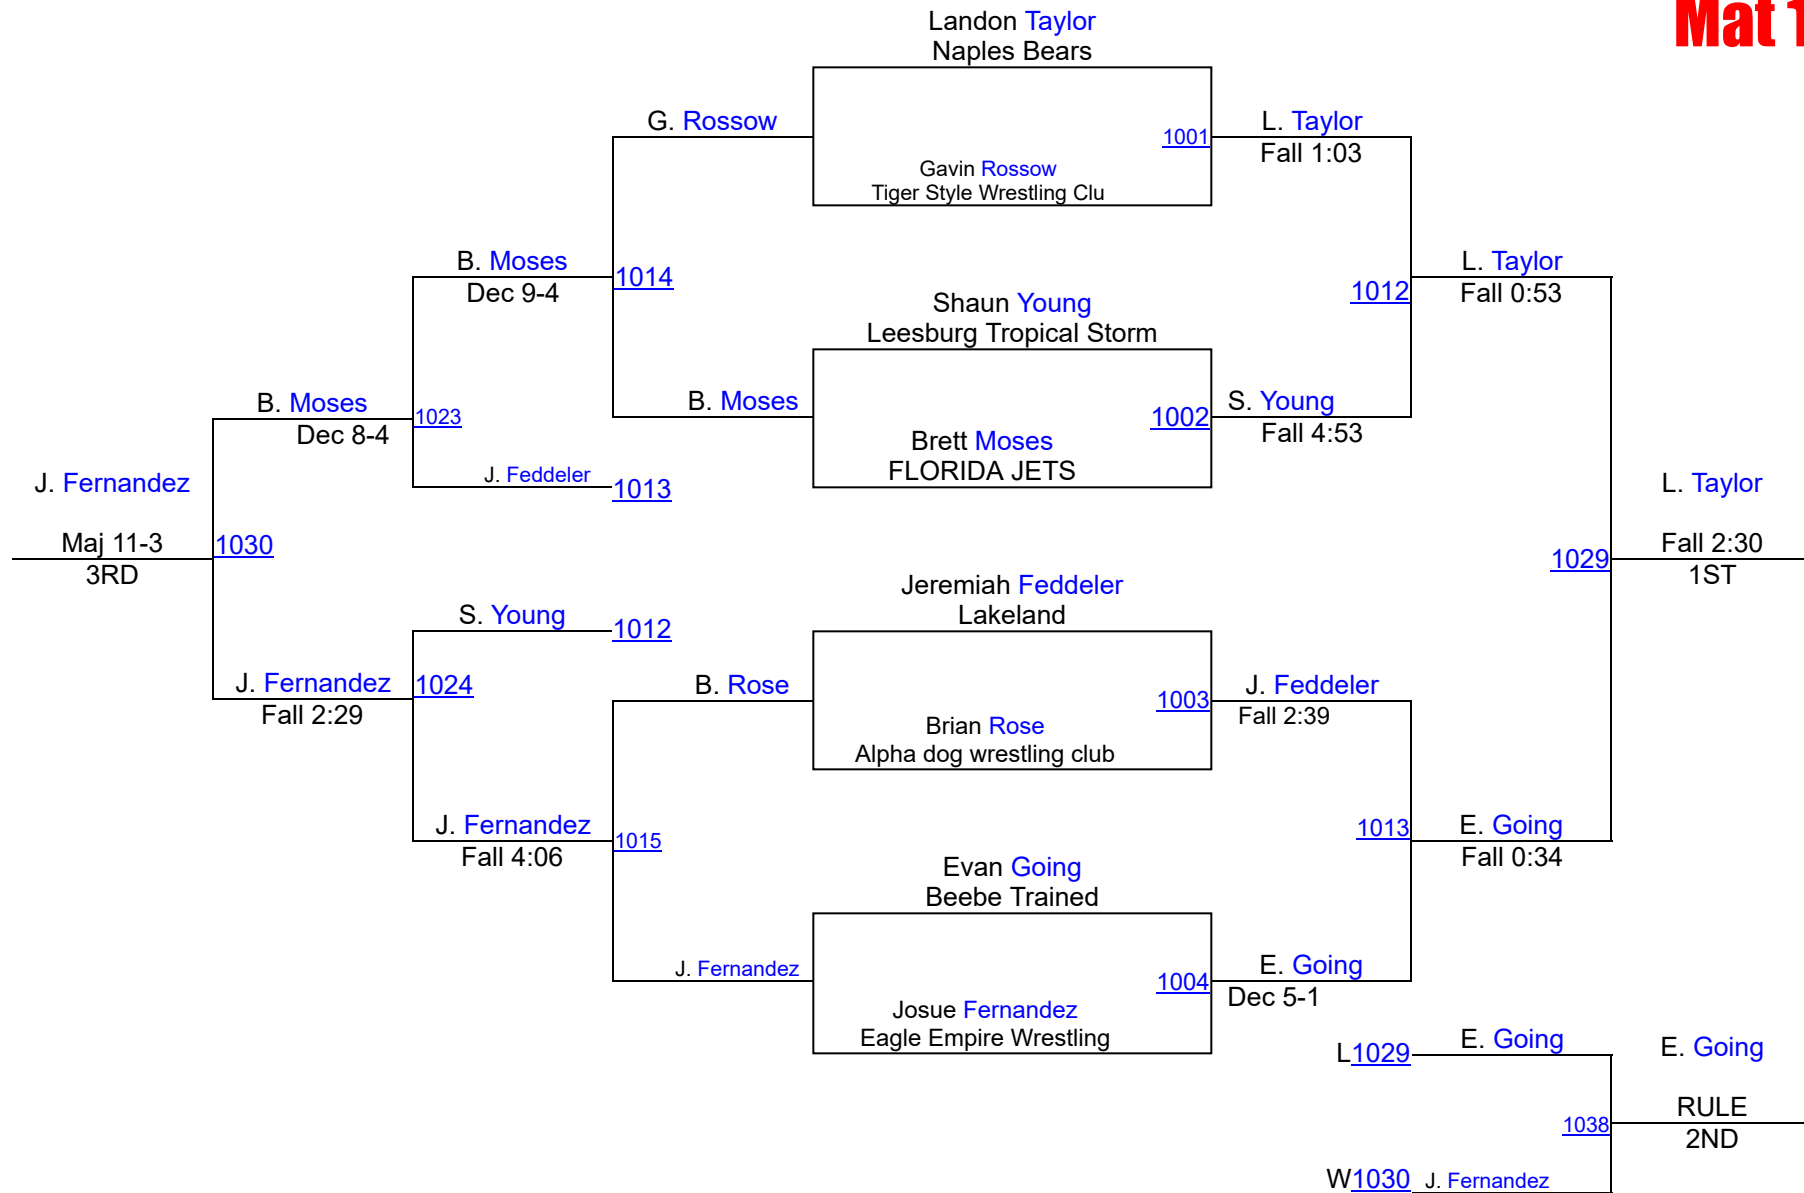 Mat 1
Landon Taylor
Naples Bears
G. Rossow
1001
L. Taylor
Fall 1:03
Gavin Rossow
Tiger Style Wrestling Clu
B. Moses
Dec 9-4
1014
L. Taylor
Fall 0:53
1012
Shaun Young
Leesburg Tropical Storm
B. Moses
1002
S. Young
Fall 4:53
Brett Moses
FLORIDA JETS
B. Moses
Dec 8-4
1023
J. Feddeler
1013
J. Fernandez
Maj 11-3
3RD
1030
L. Taylor
Fall 2:30
1ST
1029
Jeremiah Feddeler
Lakeland
S. Young
1012
J. Fernandez
Fall 2:29
1024
B. Rose
1003
J. Feddeler
Fall 2:39
Brian Rose
Alpha dog wrestling club
J. Fernandez
Fall 4:06
1015
1013
E. Going
Fall 0:34
Evan Going
Beebe Trained
J. Fernandez
1004
E. Going
Dec 5-1
Josue Fernandez
Eagle Empire Wrestling
L1029
E. Going
E. Going
RULE
2ND
1038
W1030
J. Fernandez